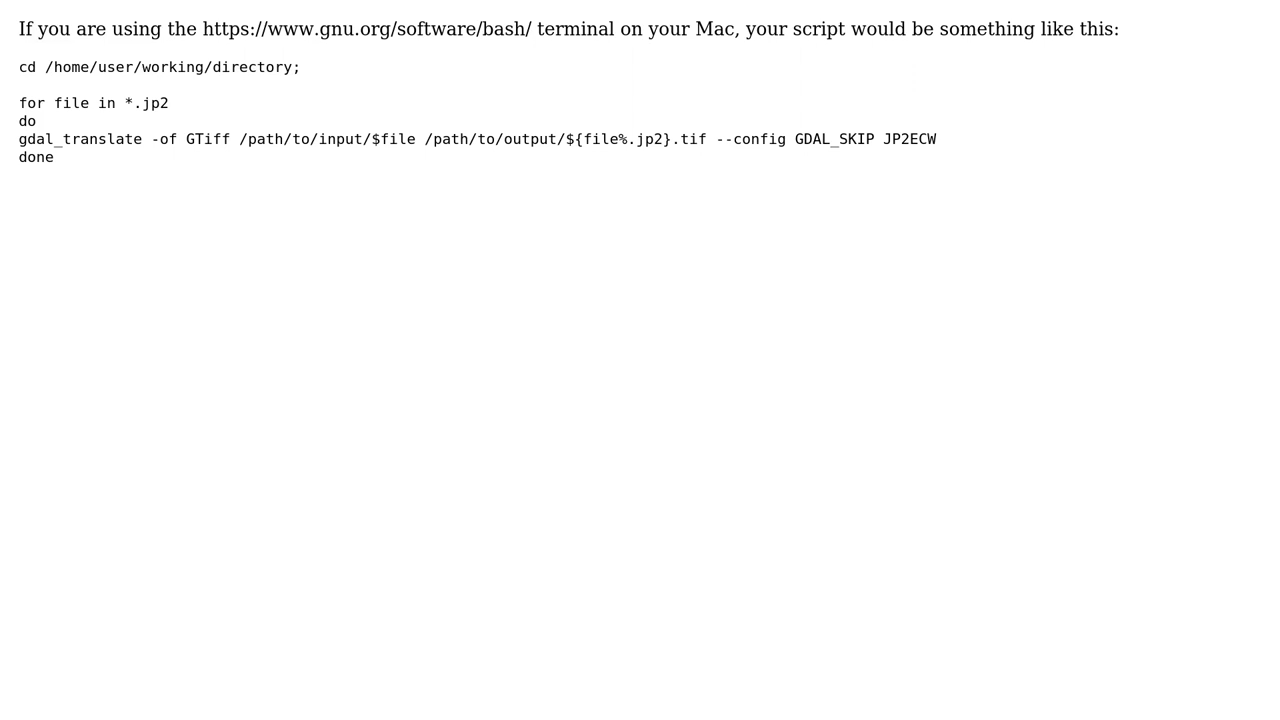 If you are using the https://www.gnu.org/software/bash/ terminal on your Mac, your script would be something like this:
cd /home/user/working/directory;
for file in *.jp2
do
gdal_translate -of GTiff /path/to/input/$file /path/to/output/${file%.jp2}.tif --config GDAL_SKIP JP2ECW
done